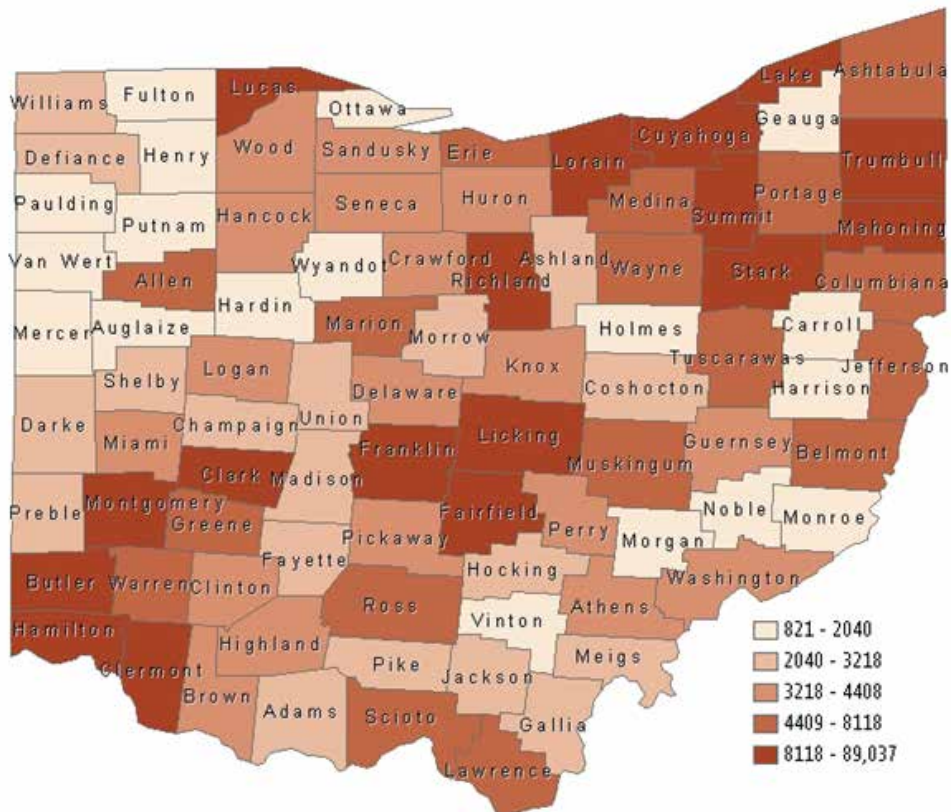 Lake
Ashtabula
Lucas
Williams
Fulton
Ottawa
Geauga
Cuyahoga
Wood
Sandusky
Erie
Lorain
Trumbull
Defiance
Henry
Paulding
Seneca
Huron
Medina
Summit
Portage
Putnam
Hancock
Mahoning
Van Wert
Allen
Wyandot
Crawford
Richland
Ashland
Wayne
Stark
Columbiana
Mercer
Auglaize
Hardin
Marion
Morrow
Holmes
Carroll
Tuscarawas
Jefferson
Shelby
Logan
Delaware
Knox
Coshocton
Harrison
Darke
Champaign
Union
Miami
Franklin
Licking
Muskingum
Guernsey
Belmont
Clark
Madison
Preble
Montgomery
Greene
Fairfield
Noble
Monroe
Pickaway
Perry
Morgan
Fayette
Hocking
Washington
Butler
Warren
Clinton
Ross
Athens
Hamilton
Highland
Vinton
Clermont
Pike
Meigs
Brown
Jackson
Adams
Scioto
Gallia
Lawrence
821 - 2040
2040 - 3218
3218 - 4408
4409 - 8118
8118 - 89,037